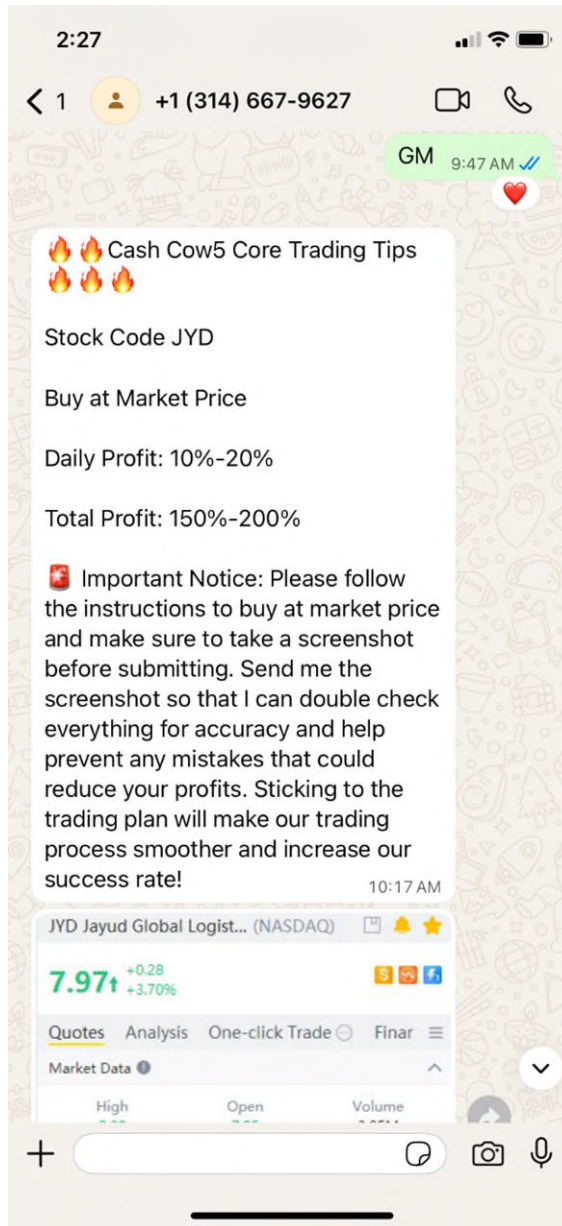 2:27
1
+1 (314) 667-9627
GM 9:47 AM
🔥🔥Cash Cow5 Core Trading Tips
🔥🔥🔥
Stock Code JYD
Buy at Market Price
Daily Profit: 10%-20%
Total Profit: 150%-200%
🚨 Important Notice: Please follow
the instructions to buy at market price
and make sure to take a screenshot
before submitting. Send me the
screenshot so that I can double check
everything for accuracy and help
prevent any mistakes that could
reduce your profits. Sticking to the
trading plan will make our trading
process smoother and increase our
success rate!
10:17 AM
JYD Jayud Global Logist... (NASDAQ)
7.97↑ +0.28
+3.70%
Quotes Analysis One-click Trade Finar
Market Data
High Open Volume